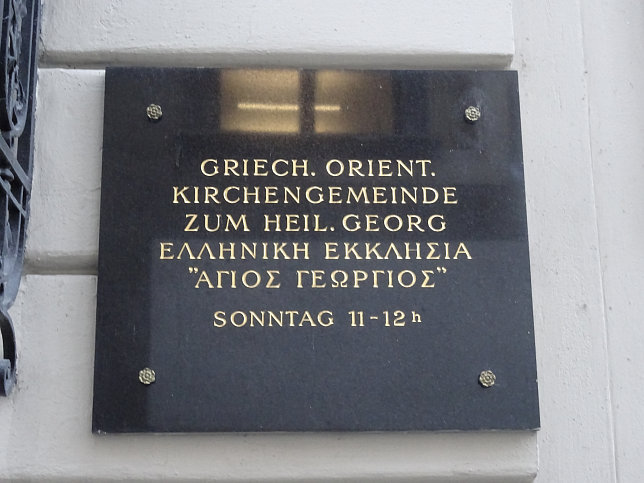 GRIECH. ORIENT.
KIRCHENGEMEINDE
ZUM HEIL. GEORG
ΕΛΛΗΝΙΚΗ ΕΚΚΛΗΣΙΑ
"ΑΓΙΟΣ ΓΕΩΡΓΙΟΣ"
SONNTAG 11-12 h